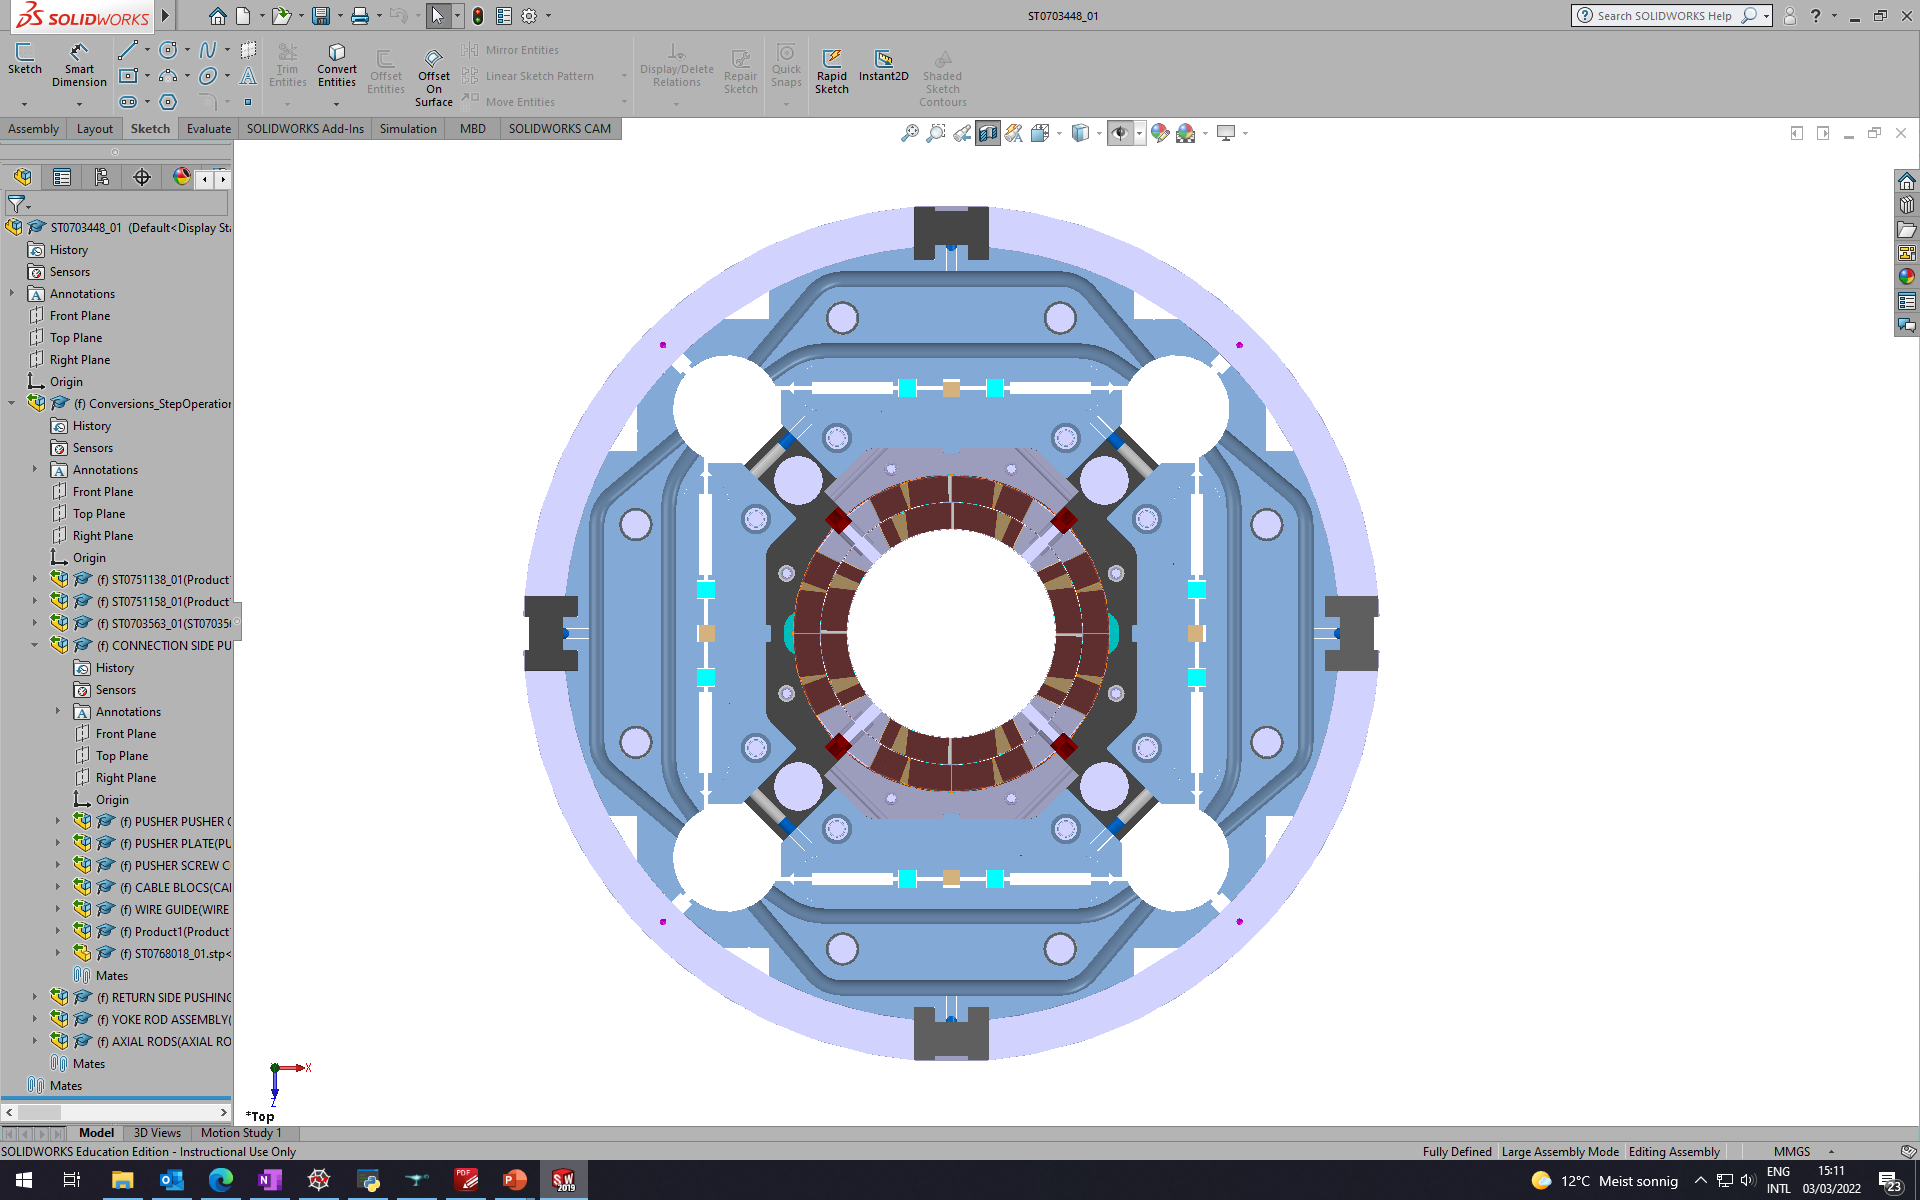 SOLIDWORKS
ST0703448_01
Search SOLIDWORKS Help
Sketch
Smart Dimension
Trim Entities
Convert Entities
Offset Entities
Offset On Surface
Mirror Entities
Linear Sketch Pattern
Move Entities
Display/Delete Relations
Repair Sketch
Quick Snaps
Rapid Sketch
Instant2D
Shaded Sketch Contours
Assembly
Layout
Sketch
Evaluate
SOLIDWORKS Add-Ins
Simulation
MBD
SOLIDWORKS CAM
ST0703448_01 (Default<Display Sta
History
Sensors
Annotations
Front Plane
Top Plane
Right Plane
Origin
(f) Conversions_StepOperation
History
Sensors
Annotations
Front Plane
Top Plane
Right Plane
Origin
(f) ST0751138_01(Product
(f) ST0751158_01(Product
(f) ST0703563_01(ST07035
(f) CONNECTION SIDE PU
History
Sensors
Annotations
Front Plane
Top Plane
Right Plane
Origin
(f) PUSHER PUSHER C
(f) PUSHER PLATE(PU
(f) PUSHER SCREW C
(f) CABLE BLOCS(CAI
(f) WIRE GUIDE(WIRE
(f) Product1(Product
(f) ST0768018_01.stp<
Mates
(f) RETURN SIDE PUSHING
(f) YOKE ROD ASSEMBLY(
(f) AXIAL RODS(AXIAL RO
Mates
Mates
X
Z
*Top
Model
3D Views
Motion Study 1
SOLIDWORKS Education Edition - Instructional Use Only
Fully Defined
Large Assembly Mode
Editing Assembly
MMGS
PDF
SW 2019
12°C Meist sonnig
ENG
INTL
15:11
03/03/2022
23